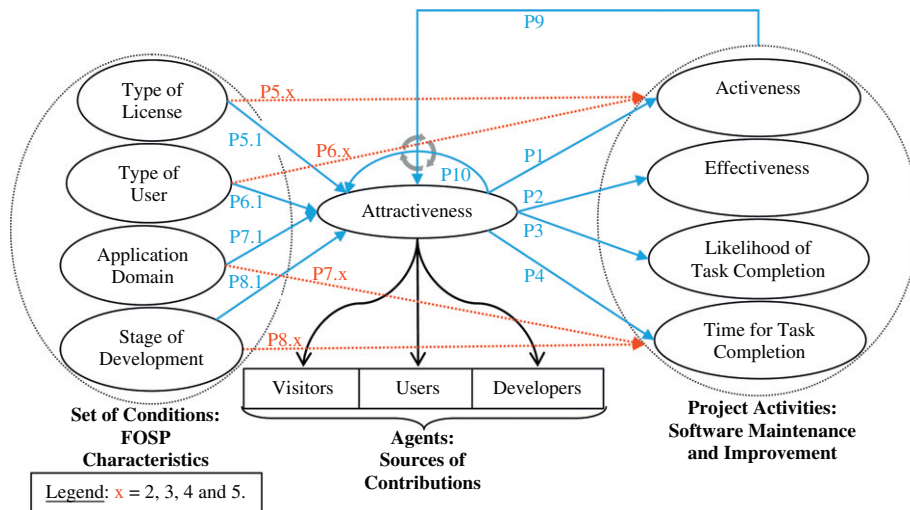 P9
Type of
License
P5.x
Activeness
P5.1
P6.x
P1
Type of
User
P10
Effectiveness
P6.1
P2
Attractiveness
P3
P7.1
Application
Domain
P7.x
P4
Likelihood of
Task Completion
P8.1
Stage of
Development
P8.x
Time for Task
Completion
Visitors
Users
Developers
Set of Conditions:
FOSP
Characteristics
Agents:
Sources of
Contributions
Project Activities:
Software Maintenance
and Improvement
Legend: x = 2, 3, 4 and 5.